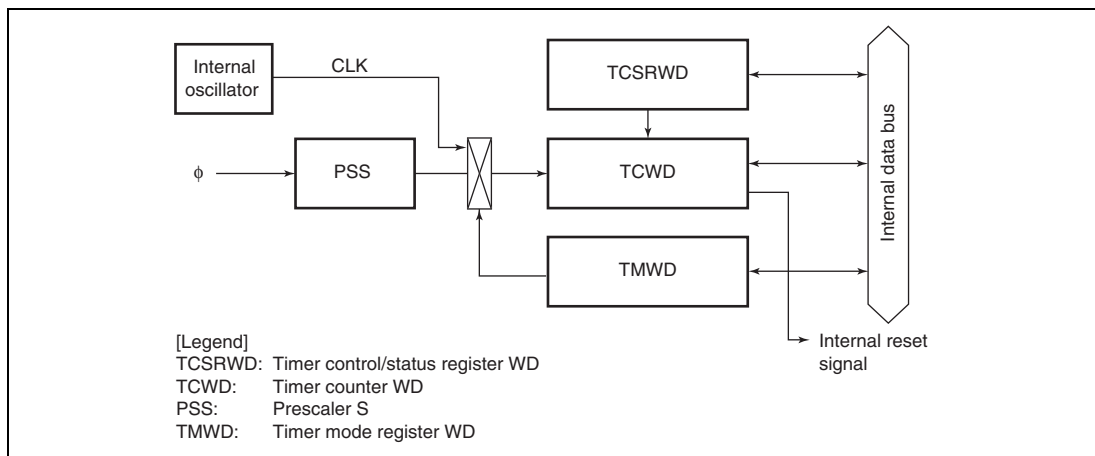 Internal
oscillator
CLK
TCSRWD
φ
PSS
TCWD
TMWD
Internal data bus
Internal reset
signal
[Legend]
TCSRWD: Timer control/status register WD
TCWD: Timer counter WD
PSS: Prescaler S
TMWD: Timer mode register WD